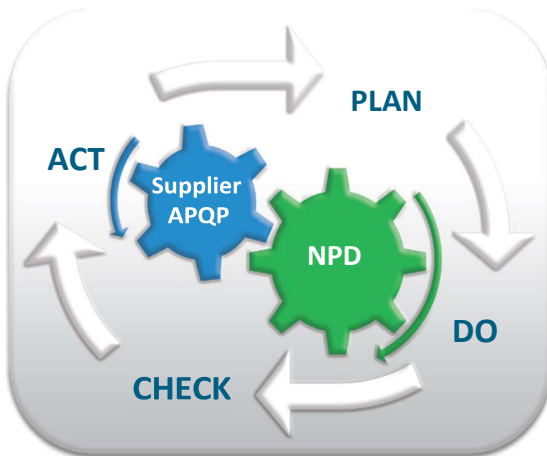 PLAN
ACT
Supplier
APQP
NPD
DO
CHECK